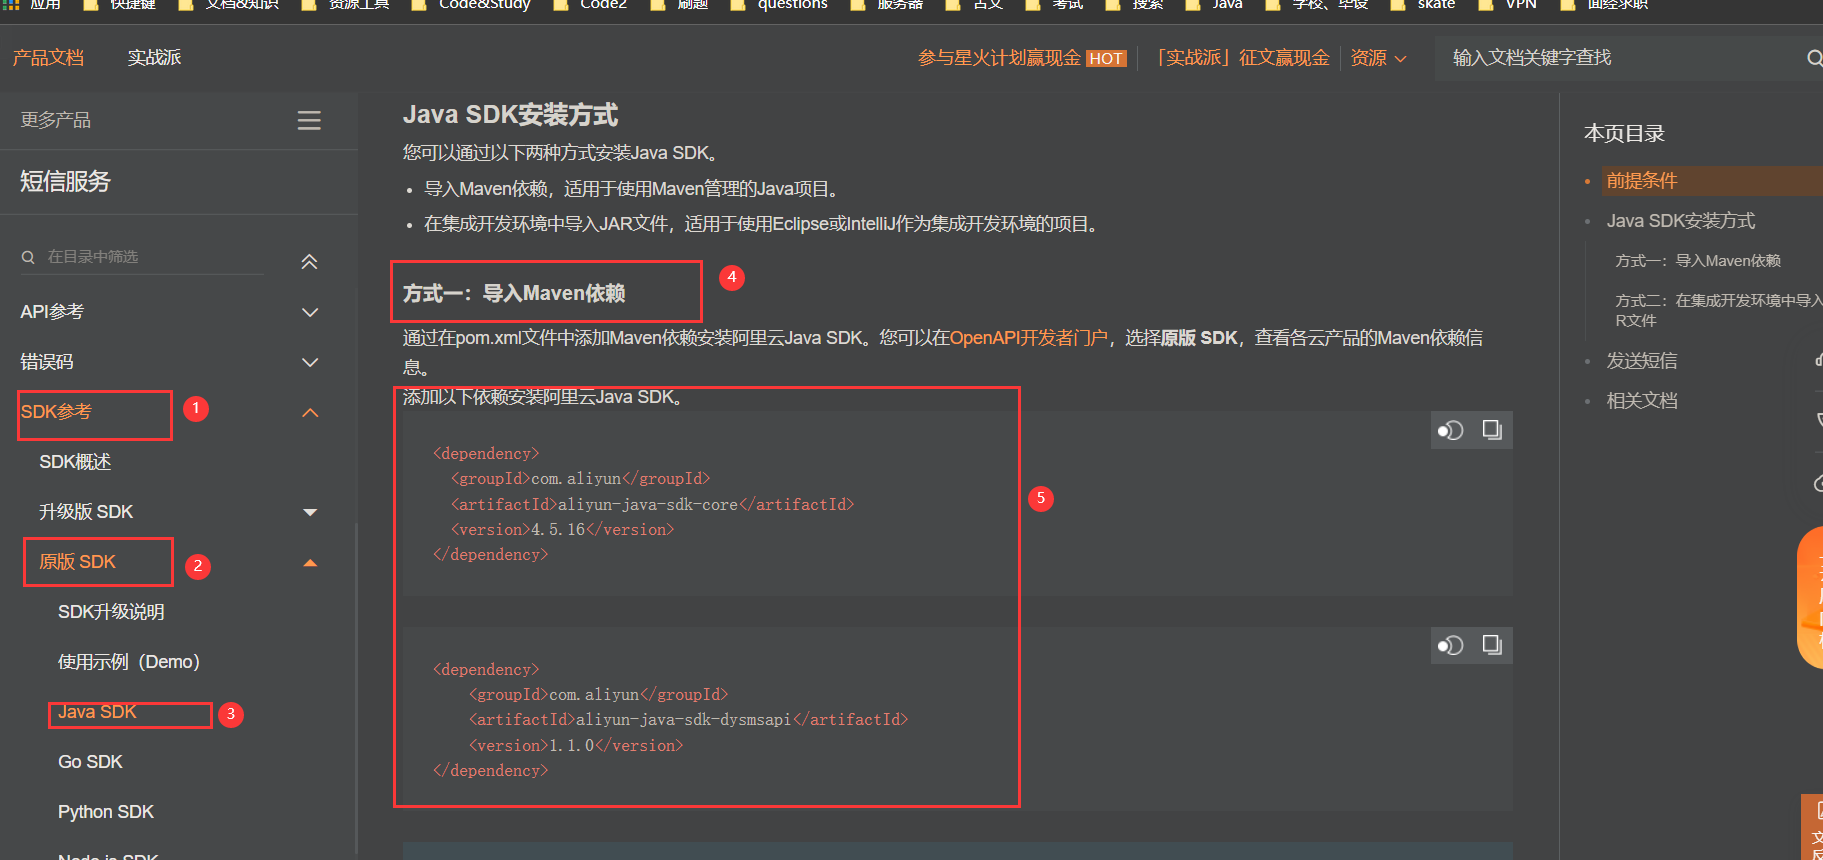 应用 快捷键 文档&知识 资源工具 Code&Study Code2 刷题 questions 服务器 古文 考试 搜索 Java 学校、毕设 skate VPN 面经求职
产品文档 实战派 参与星火计划赢现金 HOT 「实战派」征文赢现金 资源 输入文档关键字查找
更多产品
短信服务
在目录中筛选
API参考
错误码
SDK参考 1
SDK概述
升级版 SDK
原版 SDK 2
SDK升级说明
使用示例（Demo）
Java SDK 3
Go SDK
Python SDK
Node.js SDK
Java SDK安装方式
您可以通过以下两种方式安装Java SDK。
• 导入Maven依赖，适用于使用Maven管理的Java项目。
• 在集成开发环境中导入JAR文件，适用于使用Eclipse或IntelliJ作为集成开发环境的项目。
方式一：导入Maven依赖 4
通过在pom.xml文件中添加Maven依赖安装阿里云Java SDK。您可以在OpenAPI开发者门户，选择原版 SDK，查看各云产品的Maven依赖信
息。
添加以下依赖安装阿里云Java SDK。
<dependency>
<groupId>com.aliyun</groupId>
<artifactId>aliyun-java-sdk-core</artifactId>
<version>4.5.16</version>
</dependency>
5
<dependency>
<groupId>com.aliyun</groupId>
<artifactId>aliyun-java-sdk-dysmsapi</artifactId>
<version>1.1.0</version>
</dependency>
本页目录
• 前提条件
• Java SDK安装方式
方式一：导入Maven依赖
方式二：在集成开发环境中导入
R文件
• 发送短信
• 相关文档